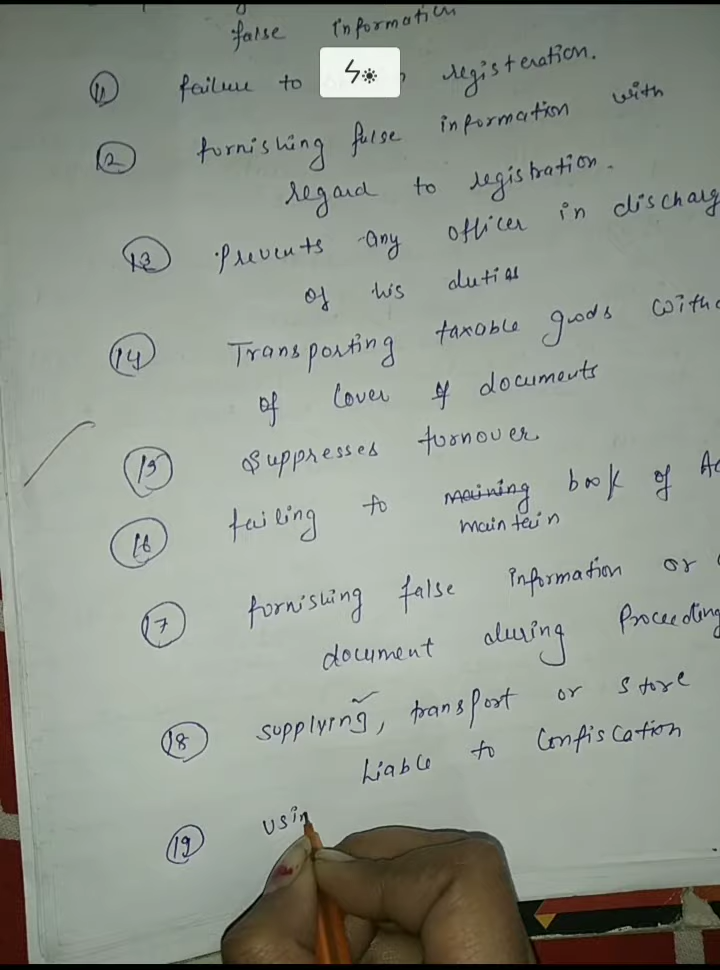 false information
11 failure to registeration.
12 furnishing false information with
regard to registration.
13 Prevents any officer in discharg
of his duties
14 Transporting taxable goods witho
of Cover of documents
15 Suppresses turnover
16 failing to maining book of Ac
maintain
17 furnishing false information or
document during Proceeding
18 supplying, transport or store
liable to Confiscation
19 usin